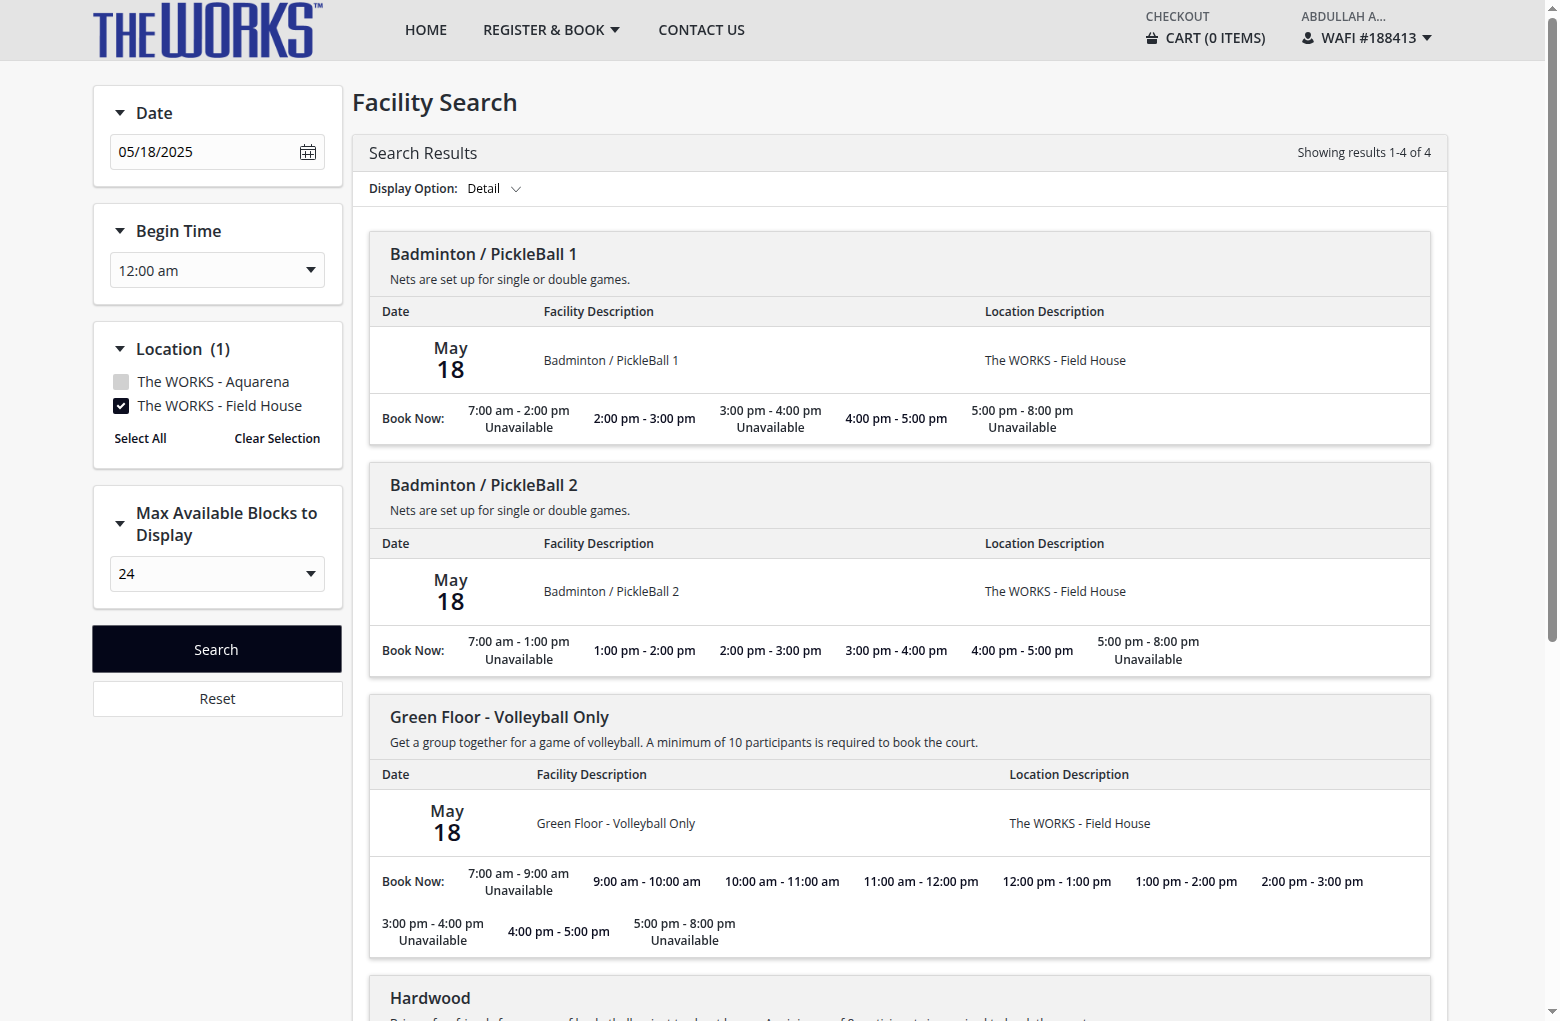 THE WORKS™
HOME
REGISTER & BOOK
CONTACT US
CHECKOUT
CART (0 ITEMS)
ABDULLAH A...
WAFI #188413
Date
05/18/2025
Begin Time
12:00 am
Location (1)
The WORKS - Aquarena
The WORKS - Field House
Select All Clear Selection
Max Available Blocks to
Display
24
Search
Reset
Facility Search
Search Results Showing results 1-4 of 4
Display Option: Detail
Badminton / PickleBall 1
Nets are set up for single or double games.
Date Facility Description Location Description
May
18
Badminton / PickleBall 1 The WORKS - Field House
Book Now:
7:00 am - 2:00 pm
Unavailable
2:00 pm - 3:00 pm
3:00 pm - 4:00 pm
Unavailable
4:00 pm - 5:00 pm
5:00 pm - 8:00 pm
Unavailable
Badminton / PickleBall 2
Nets are set up for single or double games.
Date Facility Description Location Description
May
18
Badminton / PickleBall 2 The WORKS - Field House
Book Now:
7:00 am - 1:00 pm
Unavailable
1:00 pm - 2:00 pm
2:00 pm - 3:00 pm
3:00 pm - 4:00 pm
4:00 pm - 5:00 pm
5:00 pm - 8:00 pm
Unavailable
Green Floor - Volleyball Only
Get a group together for a game of volleyball. A minimum of 10 participants is required to book the court.
Date Facility Description Location Description
May
18
Green Floor - Volleyball Only The WORKS - Field House
Book Now:
7:00 am - 9:00 am
Unavailable
9:00 am - 10:00 am
10:00 am - 11:00 am
11:00 am - 12:00 pm
12:00 pm - 1:00 pm
1:00 pm - 2:00 pm
2:00 pm - 3:00 pm
3:00 pm - 4:00 pm
Unavailable
4:00 pm - 5:00 pm
5:00 pm - 8:00 pm
Unavailable
Hardwood